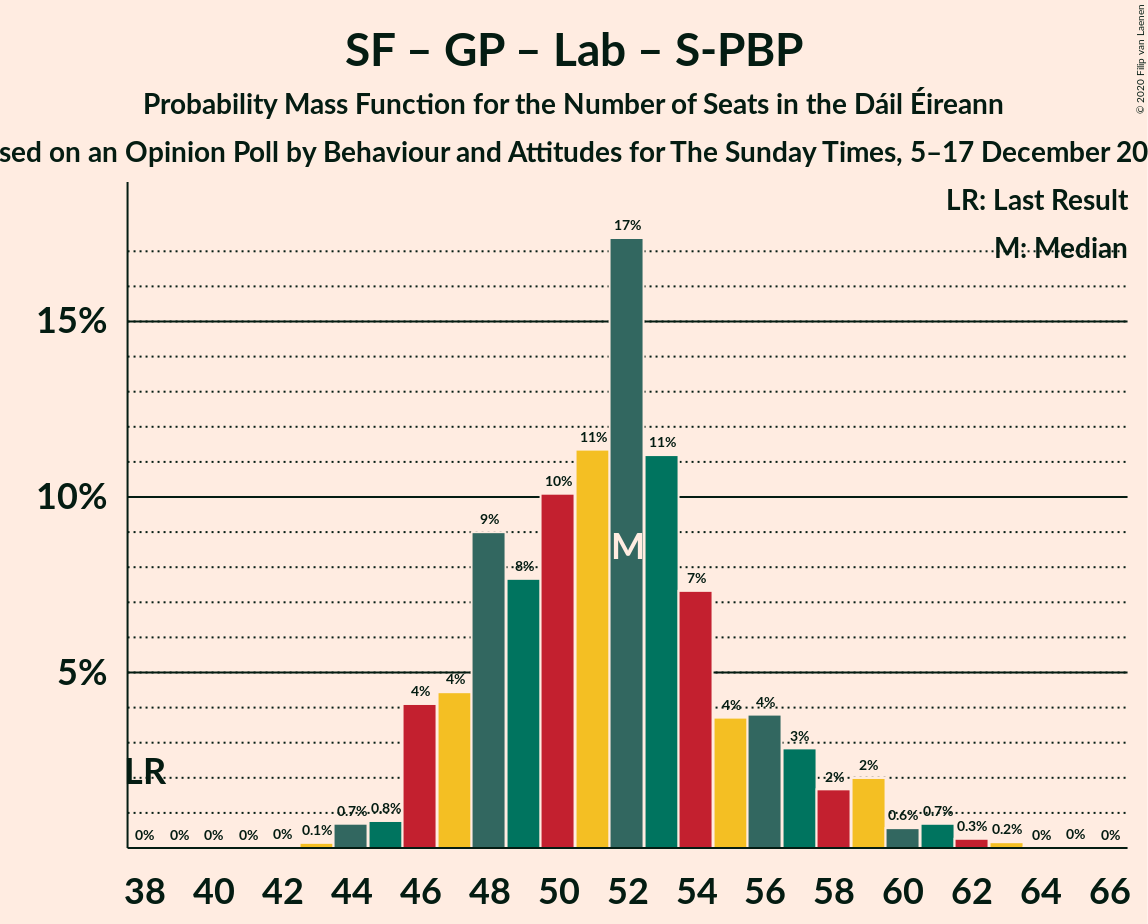 © 2020 Filip van Laenen
SF – GP – Lab – S-PBP
Probability Mass Function for the Number of Seats in the Dáil Éireann
sed on an Opinion Poll by Behaviour and Attitudes for The Sunday Times, 5–17 December 20
LR: Last Result
M: Median
17%
15%
11% 11%
10%
10%
9%
8%
7%
5%
4% 4% 4% 4%
3%
2% 2%
LR
0% 0% 0% 0% 0% 0.1% 0.7% 0.8% 0.6% 0.7% 0.3% 0.2% 0% 0% 0%
M
38 40 42 44 46 48 50 52 54 56 58 60 62 64 66